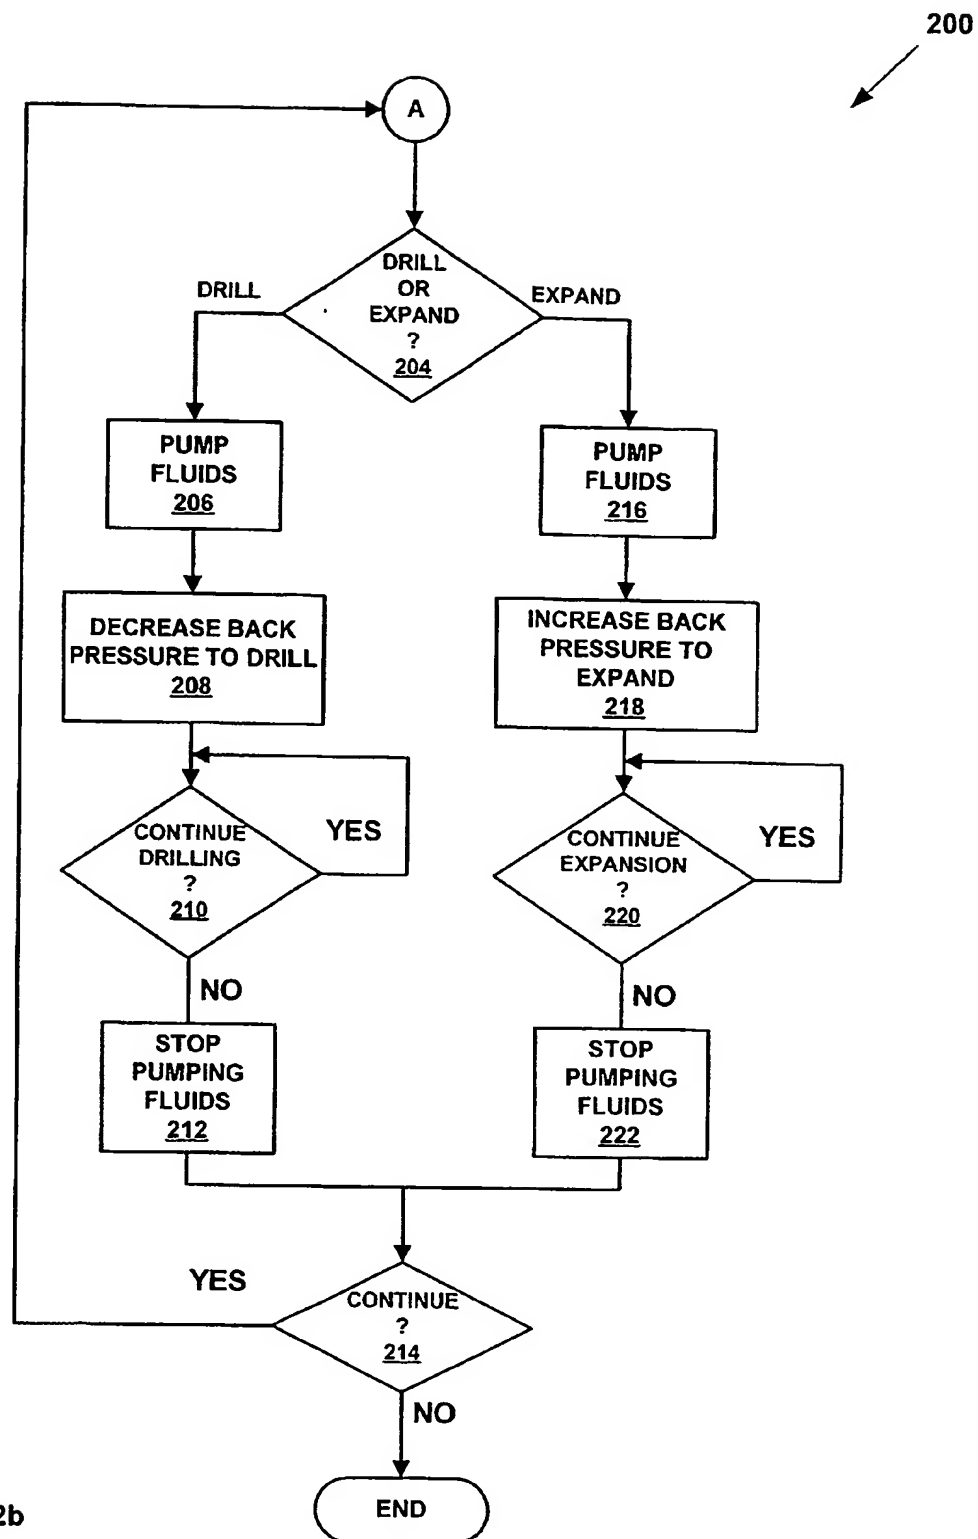 200
A
DRILL
OR
EXPAND
?
204
DRILL
EXPAND
PUMP
FLUIDS
206
PUMP
FLUIDS
216
DECREASE BACK
PRESSURE TO DRILL
208
INCREASE BACK
PRESSURE TO
EXPAND
218
CONTINUE
DRILLING
?
210
YES
CONTINUE
EXPANSION
?
220
YES
NO
NO
STOP
PUMPING
FLUIDS
212
STOP
PUMPING
FLUIDS
222
YES
CONTINUE
?
214
NO
END
2b